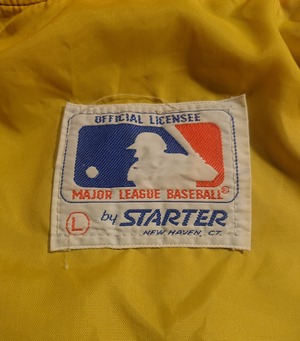 OFFICIAL LICENSEE
MAJOR LEAGUE BASEBALL®
L by STARTER
NEW HAVEN, CT.